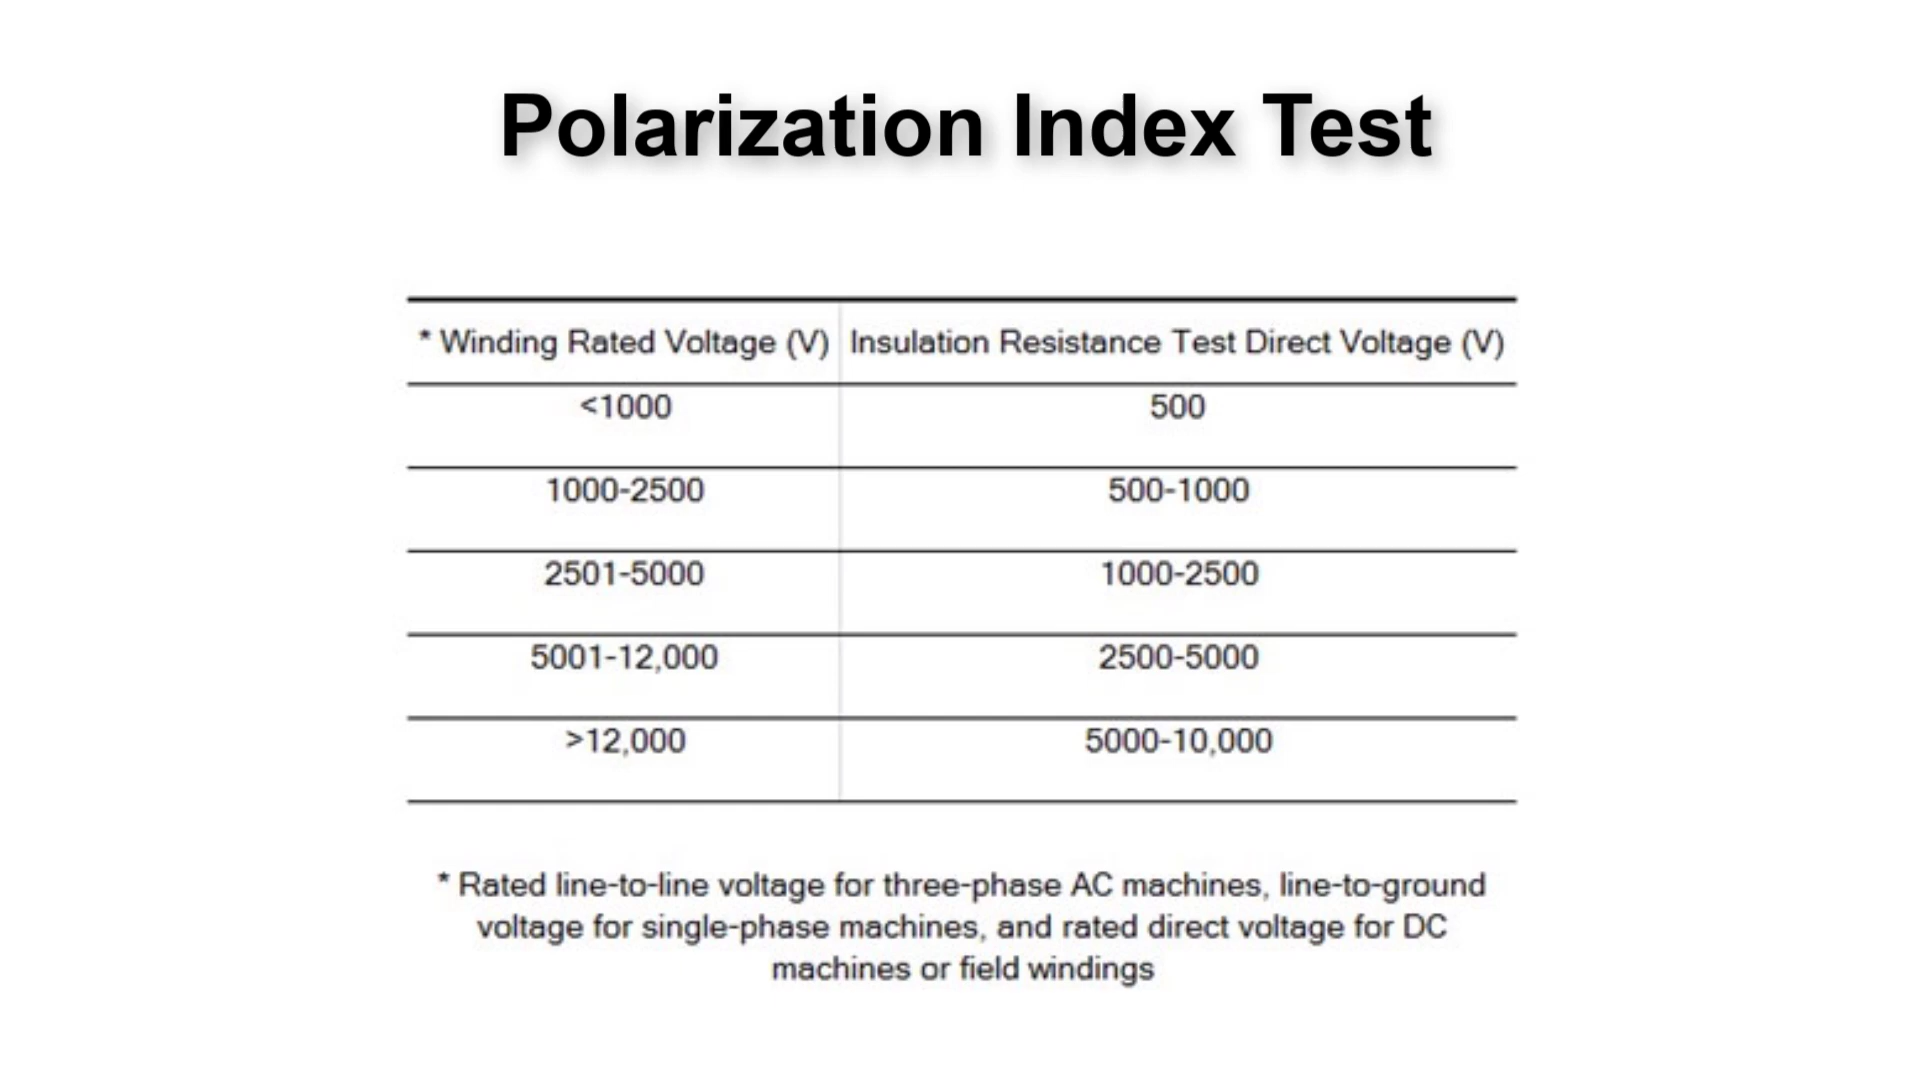 Polarization Index Test
* Winding Rated Voltage (V) Insulation Resistance Test Direct Voltage (V)
<1000 500
1000-2500 500-1000
2501-5000 1000-2500
5001-12,000 2500-5000
>12,000 5000-10,000
* Rated line-to-line voltage for three-phase AC machines, line-to-ground
voltage for single-phase machines, and rated direct voltage for DC
machines or field windings